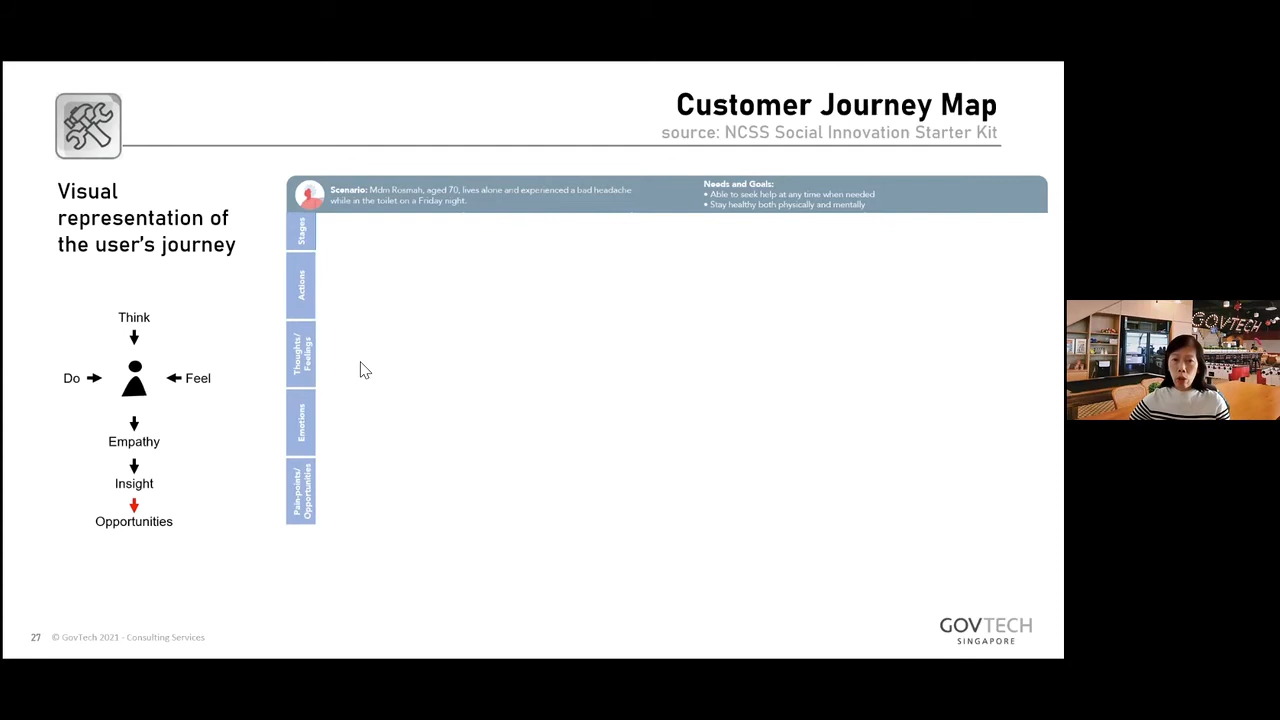 Customer Journey Map
source: NCSS Social Innovation Starter Kit
Visual
representation of
the user's journey
Think
Do
Feel
Empathy
Insight
Opportunities
Scenario: Mdm Rosmah, aged 70, lives alone and experienced a bad headache
while in the toilet on a Friday night.
Needs and Goals:
• Able to seek help at any time when needed
• Stay healthy both physically and mentally
Stages
Actions
Thoughts/
Feelings
Emotions
Pain-points/
Opportunities
27 © GovTech 2021 - Consulting Services
GOVTECH
SINGAPORE
GOVTECH